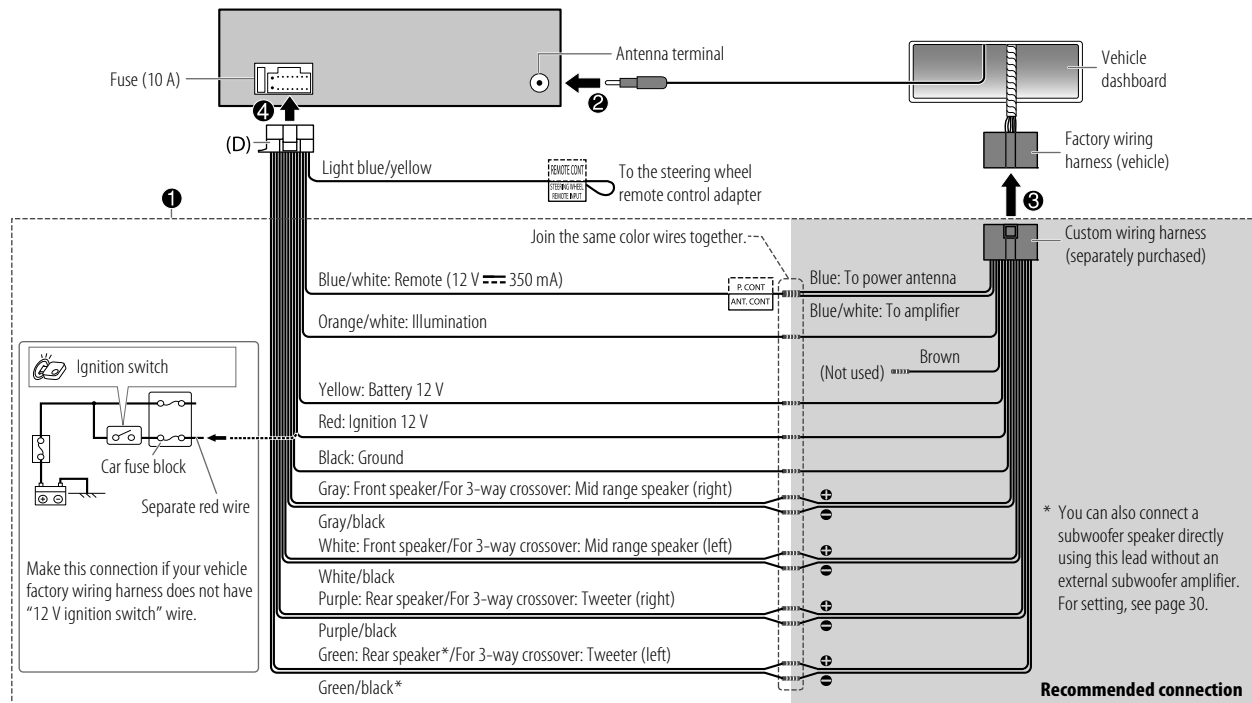 Antenna terminal
Fuse (10 A)
Vehicle
dashboard
❷
❹
(D)
Factory wiring
harness (vehicle)
Light blue/yellow
REMOTE CONT
STEERING WHEEL
REMOTE INPUT
To the steering wheel
remote control adapter
❶
❸
Join the same color wires together.
Custom wiring harness
(separately purchased)
Blue/white: Remote (12 V ⎓ 350 mA)
P. CONT
ANT. CONT
Blue: To power antenna
Blue/white: To amplifier
Orange/white: Illumination
Ignition switch
Brown
(Not used)
Yellow: Battery 12 V
Red: Ignition 12 V
Car fuse block
Separate red wire
Make this connection if your vehicle
factory wiring harness does not have
“12 V ignition switch” wire.
Black: Ground
Gray: Front speaker/For 3-way crossover: Mid range speaker (right)
⊕
⊖
Gray/black
White: Front speaker/For 3-way crossover: Mid range speaker (left)
⊕
⊖
White/black
Purple: Rear speaker/For 3-way crossover: Tweeter (right)
⊕
⊖
Purple/black
Green: Rear speaker*/For 3-way crossover: Tweeter (left)
⊕
⊖
Green/black*
* You can also connect a
subwoofer speaker directly
using this lead without an
external subwoofer amplifier.
For setting, see page 30.
Recommended connection